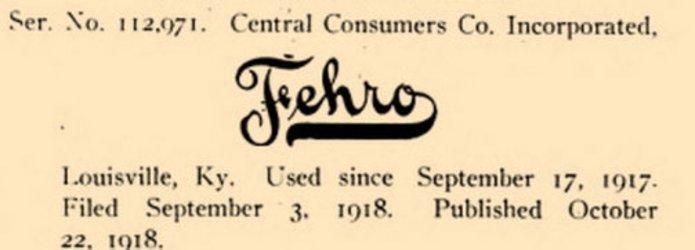 Ser. No. 112,971. Central Consumers Co. Incorporated,
Fehro
Louisville, Ky. Used since September 17, 1917.
Filed September 3, 1918. Published October
22, 1918.